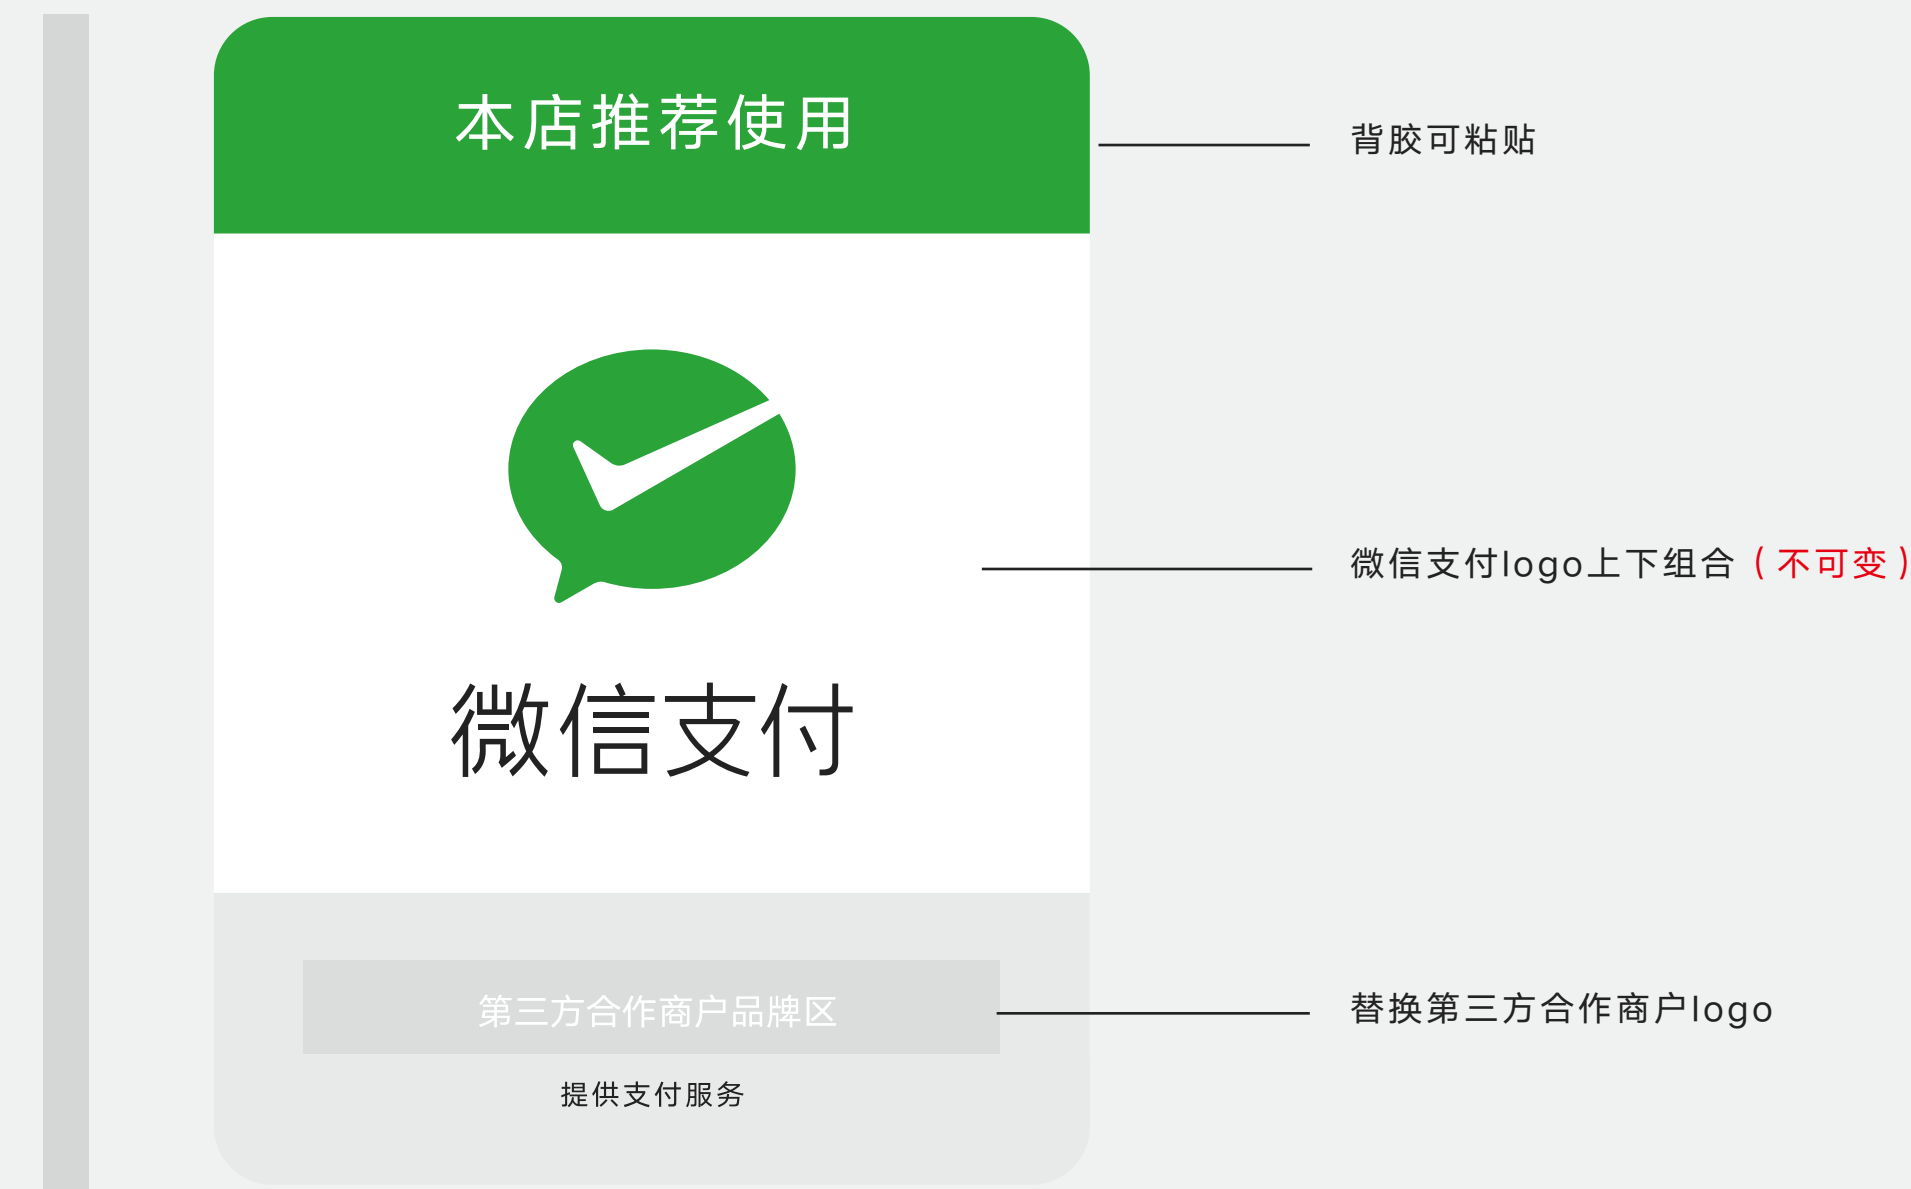 本店推荐使用
背胶可粘贴
微信支付logo上下组合（不可变）
微信支付
第三方合作商户品牌区
替换第三方合作商户logo
提供支付服务